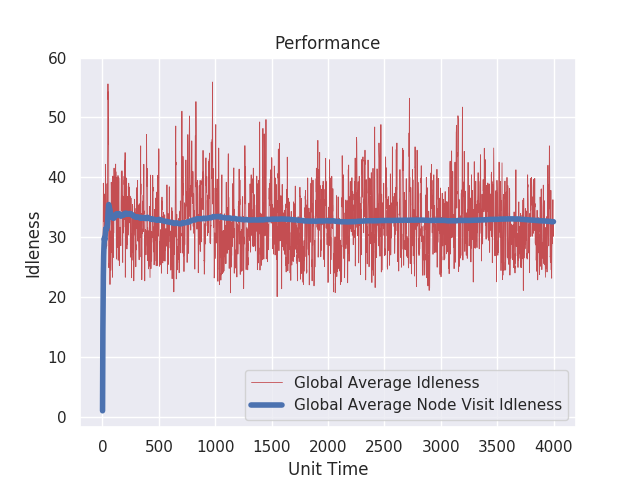 Performance
60
50
40
30
20
10
0
Idleness
Global Average Idleness
Global Average Node Visit Idleness
0 500 1000 1500 2000 2500 3000 3500 4000
Unit Time